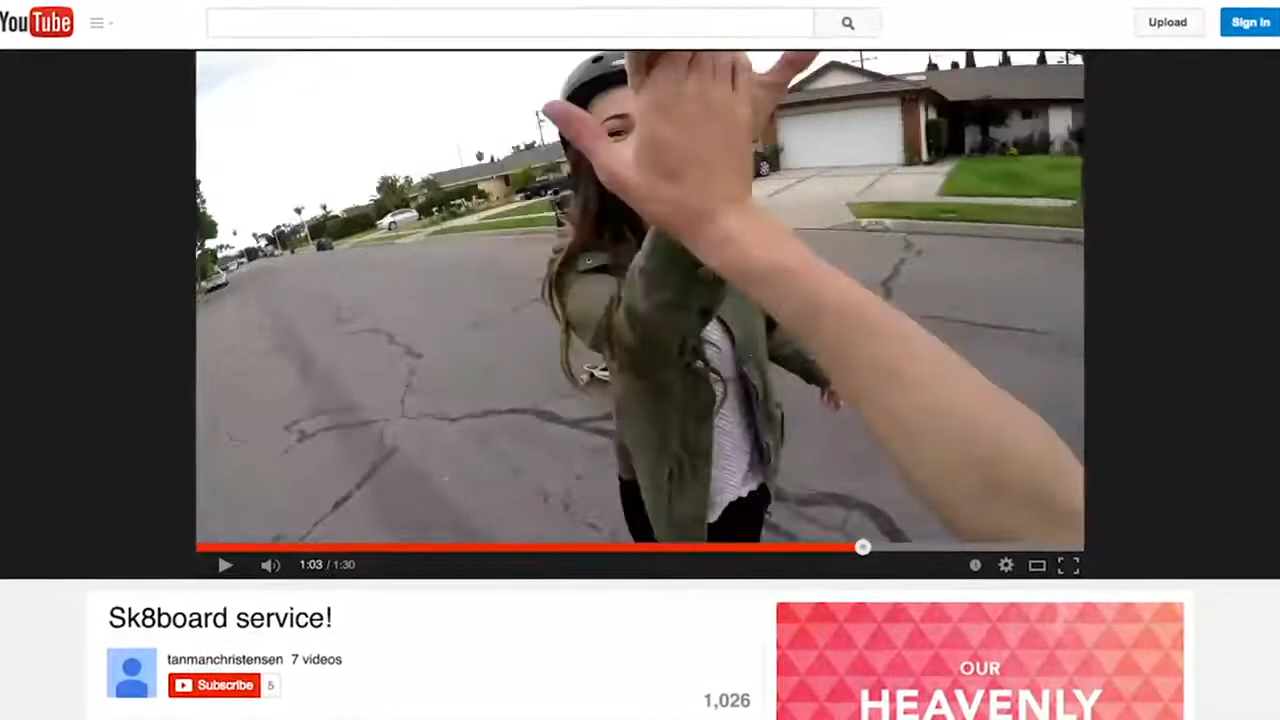 YouTube
Upload
Sign in
1:03 / 1:30
Sk8board service!
tanmanchristensen 7 videos
Subscribe 5
1,026
OUR
HEAVENLY